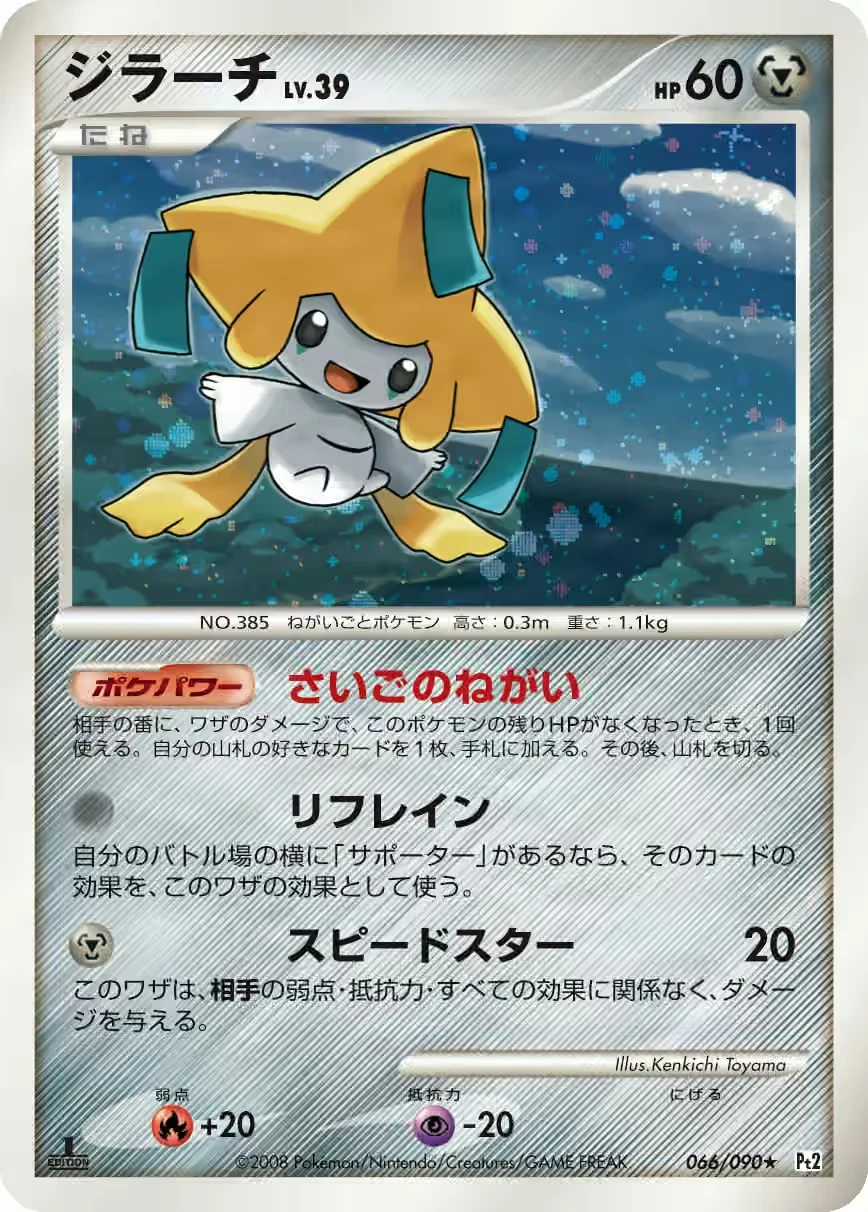 ジラーチ LV.39 HP 60
たね
NO.385 ねがいごとポケモン 高さ:0.3m 重さ:1.1kg
ポケパワー さいごのねがい
相手の番に、ワザのダメージで、このポケモンの残りHPがなくなったとき、1回
使える。自分の山札の好きなカードを1枚、手札に加える。その後、山札を切る。
リフレイン
自分のバトル場の横に「サポーター」があるなら、そのカードの
効果を、このワザの効果として使う。
スピードスター 20
このワザは、相手の弱点・抵抗力・すべての効果に関係なく、ダメー
ジを与える。
Illus.Kenkichi Toyama
弱点 抵抗力 にげる
+20 -20
1 EDITION ©2008 Pokémon/Nintendo/Creatures/GAME FREAK. 066/090★ Pt2